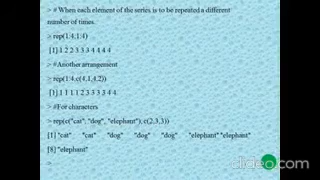 > # When each element of the series is to be repeated a different
number of times.
> rep(1:4,1:4)
[1] 1 2 2 3 3 3 4 4 4 4
> #Another arrangement
> rep(1:4,c(4,1,4,2))
[1] 1 1 1 1 2 3 3 3 3 4 4
> #For characters
> rep(c("cat", "dog", "elephant"), c(2,3,3))
[1] "cat" "cat" "dog" "dog" "dog" "elephant" "elephant"
[8] "elephant"
>
clideo.com